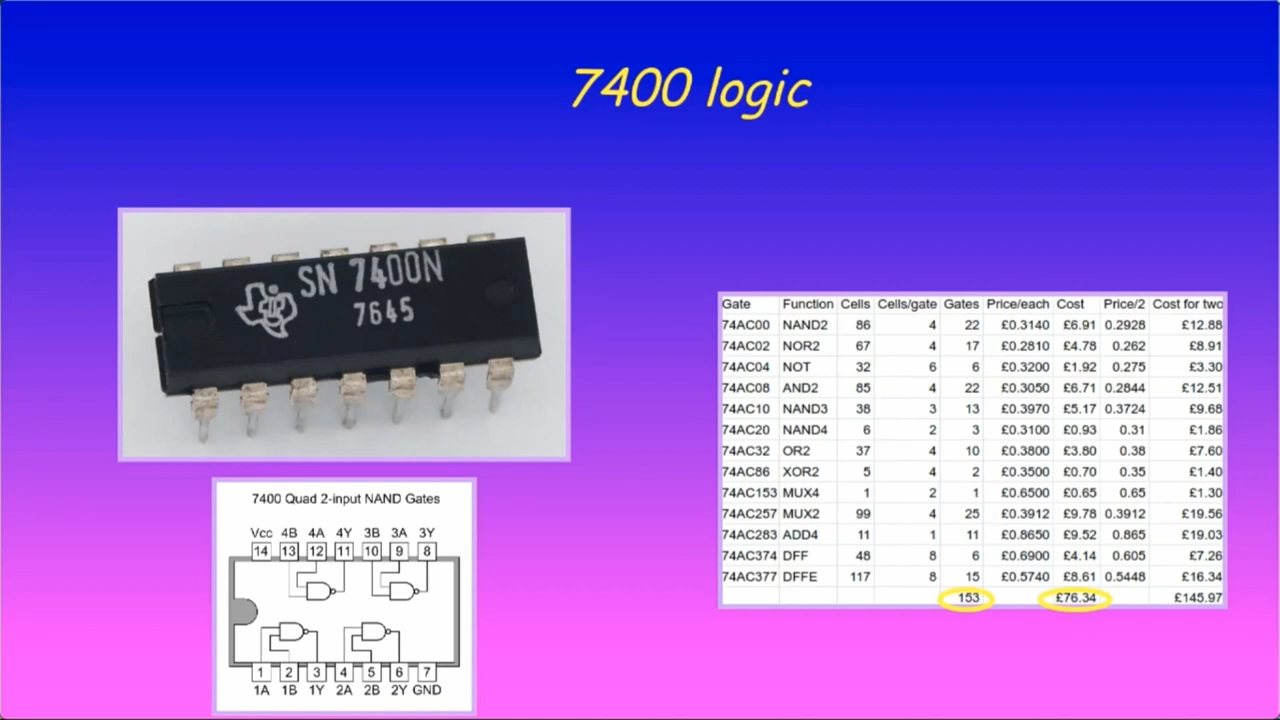 7400 logic
SN 7400N
7645
7400 Quad 2-input NAND Gates
Vcc 4B 4A 4Y 3B 3A 3Y
14 13 12 11 10 9 8
1 2 3 4 5 6 7
1A 1B 1Y 2A 2B 2Y GND
Gate Function Cells Cells/gate Gates Price/each Cost Price/2 Cost for two
74AC00 NAND2 86 4 22 £0.3140 £6.91 0.2928 £12.88
74AC02 NOR2 67 4 17 £0.2810 £4.78 0.262 £8.91
74AC04 NOT 32 6 6 £0.3200 £1.92 0.275 £3.30
74AC08 AND2 85 4 22 £0.3050 £6.71 0.2844 £12.51
74AC10 NAND3 38 3 13 £0.3970 £5.17 0.3724 £9.68
74AC20 NAND4 6 2 3 £0.3100 £0.93 0.31 £1.86
74AC32 OR2 37 4 10 £0.3800 £3.80 0.38 £7.60
74AC86 XOR2 5 4 2 £0.3500 £0.70 0.35 £1.40
74AC153 MUX4 1 2 1 £0.6500 £0.65 0.65 £1.30
74AC257 MUX2 99 4 25 £0.3912 £9.78 0.3912 £19.56
74AC283 ADD4 11 1 11 £0.8650 £9.52 0.865 £19.03
74AC374 DFF 48 8 6 £0.6900 £4.14 0.605 £7.26
74AC377 DFFE 117 8 15 £0.5740 £8.61 0.5448 £16.34
153 £76.34 £145.97